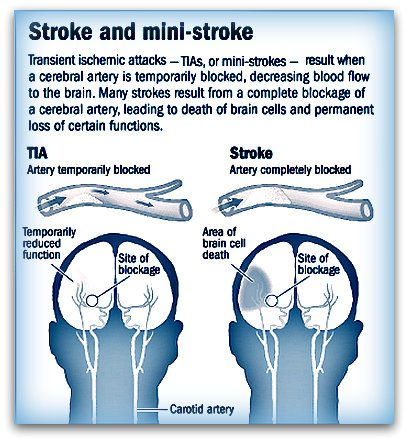 Stroke and mini-stroke
Transient ischemic attacks – TIAs, or mini-strokes – result when
a cerebral artery is temporarily blocked, decreasing blood flow
to the brain. Many strokes result from a complete blockage of
a cerebral artery, leading to death of brain cells and permanent
loss of certain functions.
TIA
Artery temporarily blocked
Stroke
Artery completely blocked
Temporarily
reduced
function
Site of
blockage
Area of
brain cell
death
Site of
blockage
Carotid artery